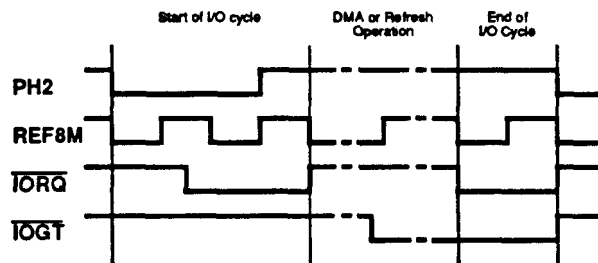 Start of I/O cycle
DMA or Refresh
Operation
End of
I/O Cycle
PH2
REF8M
IORQ
IOGT